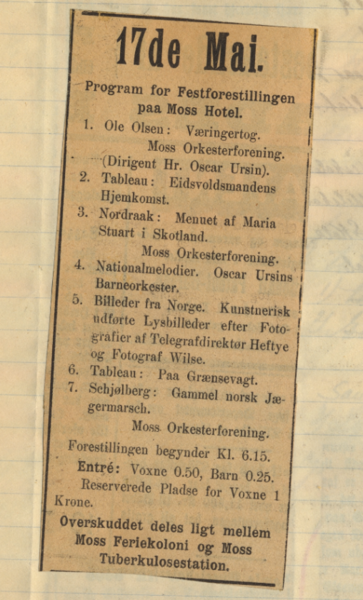 17de Mai.
Program for Festforestillingen
paa Moss Hotel.
1. Ole Olsen: Væringertog.
Moss Orkesterforening.
(Dirigent Hr. Oscar Ursin).
2. Tableau: Eidsvoldsmandens
Hjemkomst.
3. Nordraak: Menuet af Maria
Stuart i Skotland.
Moss Orkesterforening.
4. Nationalmelodier. Oscar Ursins
Barneorkester.
5. Billeder fra Norge. Kunstnerisk
udførte Lysbilleder efter Foto-
grafier af Telegrafdirektør Heftye
og Fotograf Wilse.
6. Tableau: Paa Grænsevagt.
7. Schjølberg: Gammel norsk Jæ-
germarsch.
Moss Orkesterforening.
Forestillingen begynder Kl. 6.15.
Entré: Voxne 0.50, Barn 0.25.
Reserverede Pladse for Voxne 1
Krone.
Overskuddet deles ligt mellem
Moss Feriekoloni og Moss
Tuberkulosestation.